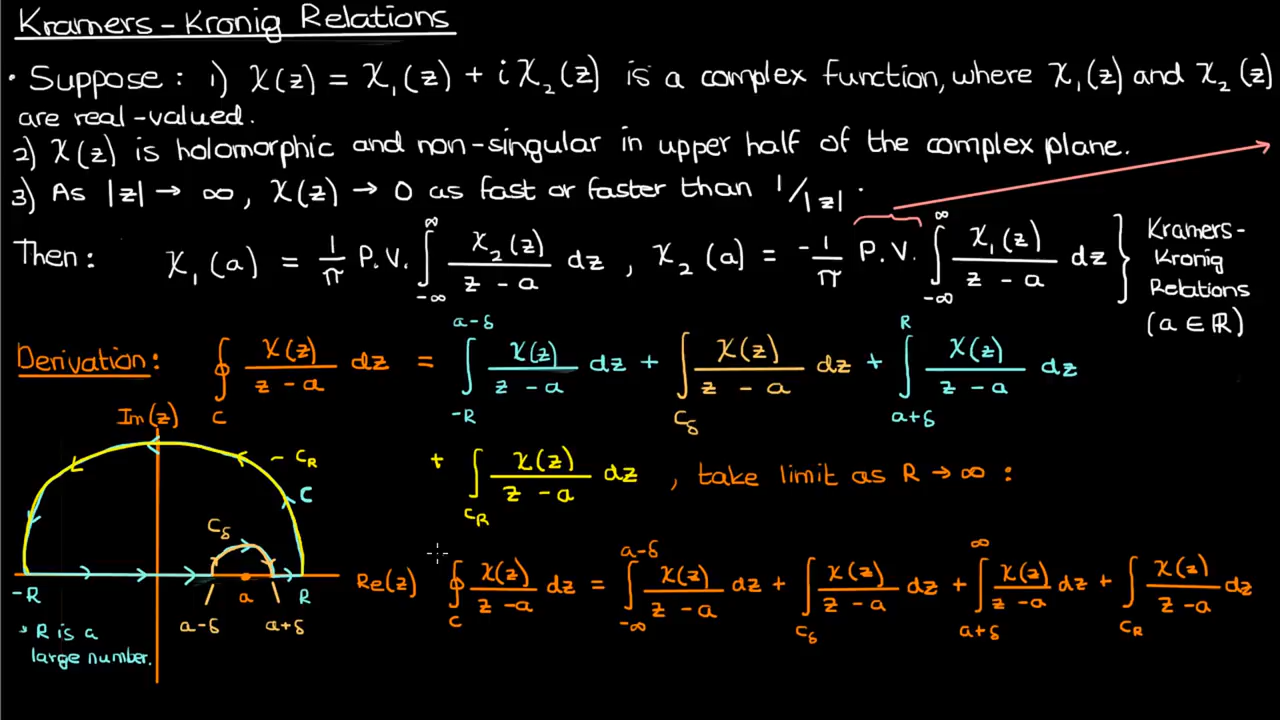 Kramers-Kronig Relations
• Suppose: 1) χ(z) = χ₁(z) + iχ₂(z) is a complex function, where χ₁(z) and χ₂(z)
are real-valued.
2) χ(z) is holomorphic and non-singular in upper half of the complex plane.
3) As |z| → ∞, χ(z) → 0 as fast or faster than 1/|z|.
Then: χ₁(a) = 1/π P.V. ∫_{-∞}^{∞} χ₂(z)/(z-a) dz, χ₂(a) = -1/π P.V. ∫_{-∞}^{∞} χ₁(z)/(z-a) dz
Kramers-
Kronig
Relations
(a ∈ ℝ)
Derivation: ∮_C χ(z)/(z-a) dz = ∫_{-R}^{a-δ} χ(z)/(z-a) dz + ∫_{C_δ} χ(z)/(z-a) dz + ∫_{a+δ}^{R} χ(z)/(z-a) dz
+ ∫_{C_R} χ(z)/(z-a) dz, take limit as R → ∞:
∮_C χ(z)/(z-a) dz = ∫_{-∞}^{a-δ} χ(z)/(z-a) dz + ∫_{C_δ} χ(z)/(z-a) dz + ∫_{a+δ}^{∞} χ(z)/(z-a) dz + ∫_{C_R} χ(z)/(z-a) dz
Im(z)
- C_R
C
C_δ
Re(z)
-R
a
R
a-δ
a+δ
• R is a
large number.